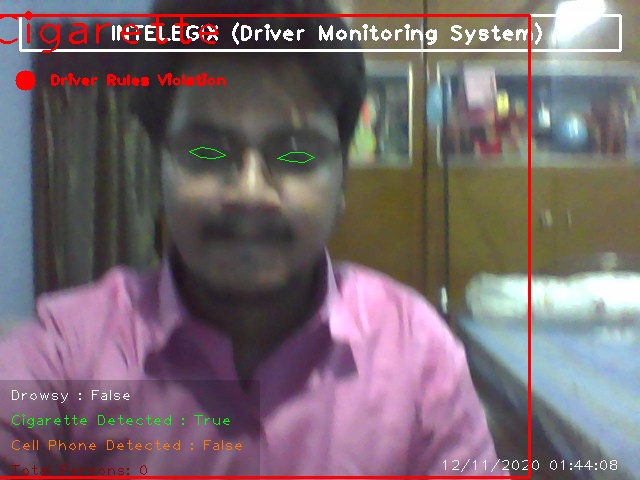 Cigarette
INTELEGIX (Driver Monitoring System)
Driver Rules Violation
Drowsy : False
Cigarette Detected : True
Cell Phone Detected : False
Total Persons: 0
12/11/2020 01:44:08